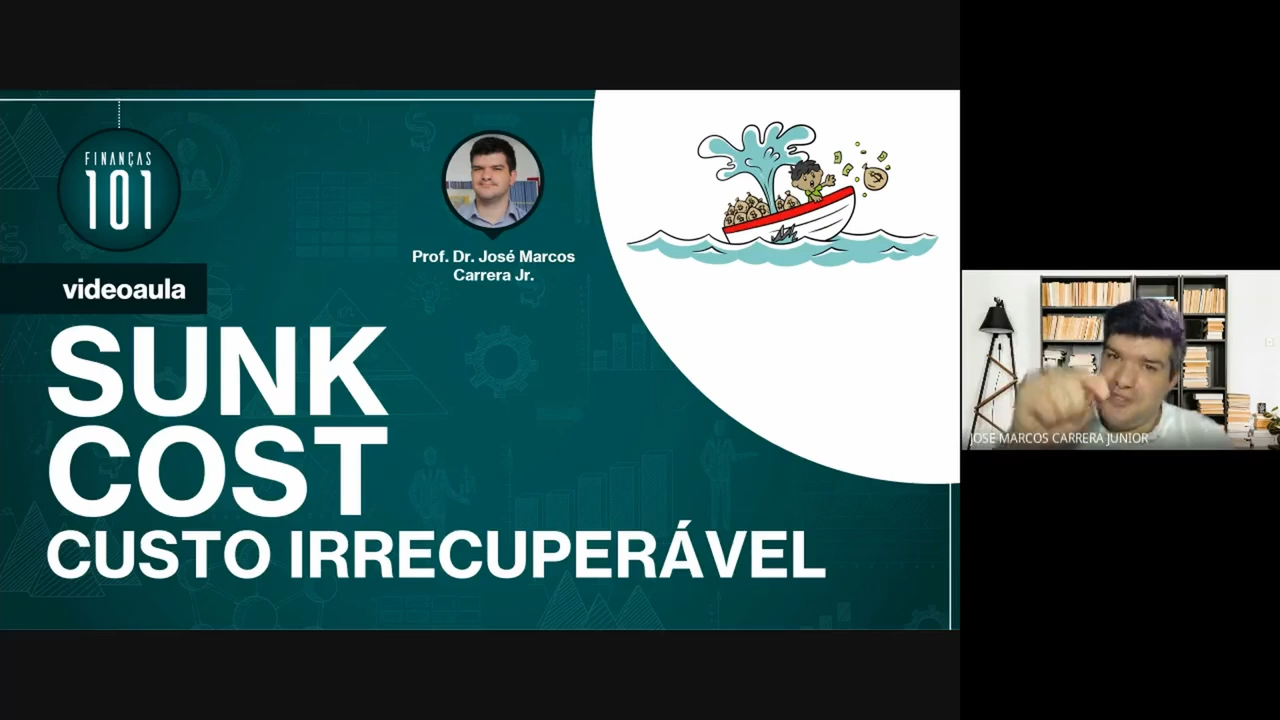 FINANÇAS
101
Prof. Dr. José Marcos
Carrera Jr.
videoaula
SUNK
COST
CUSTO IRRECUPERÁVEL
JOSE MARCOS CARRERA JUNIOR